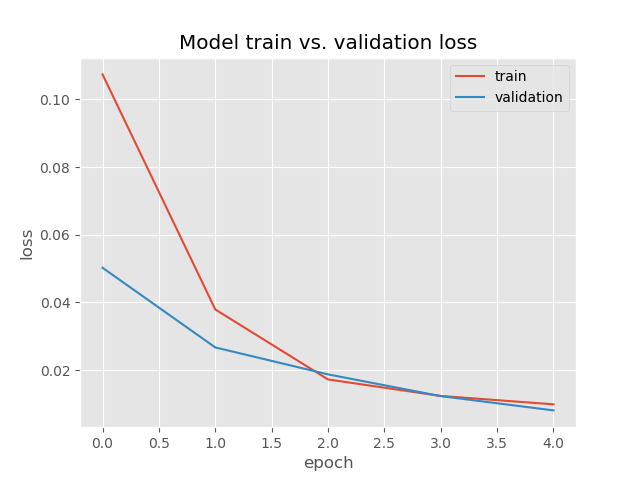 Model train vs. validation loss
train
validation
0.10
0.08
0.06
0.04
0.02
loss
0.0 0.5 1.0 1.5 2.0 2.5 3.0 3.5 4.0
epoch